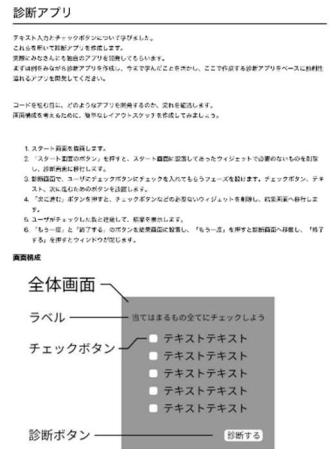 診断アプリ
テキスト入力とチェックボタンについて学びました。
これらを用いて診断アプリを作成します。
実際にみなさんにも独自のアプリを開発してもらいます。
まずは例をみながら診断アプリを作成し、今まで学んだことを活かし、ここで作成する診断アプリをベースに独創性
溢れるアプリを開発してください。
コードを組む前に、どのようなアプリを開発するのか、流れを確認します。
画面構成を考えるために、簡単なレイアウトスケッチを作成してみましょう。
1. スタート画面を設置します。
2. 「スタート画面のボタン」を押すと、スタート画面に設置してあったウィジェットで必要のないものを削除
し、診断画面に移行します。
3. 診断画面で、ユーザにチェックボタンにチェックを入れてもらうフェーズを設けます。チェックボタン、テキ
スト、次に進むためのボタンを設置します。
4. 「次に進む」ボタンを押すと、チェックボタンなどの必要ないウィジェットを削除し、結果画面へ移行しま
す。
5. ユーザがチェックした数と連動して、結果を表示します。
6. 「もう一度」と「終了する」のボタンを結果画面に設置し、「もう一度」を押すと診断画面へ移動し、「終了
する」を押すとウィンドウが閉じます。
画面構成
全体画面
ラベル
当てはまるもの全てにチェックしよう
チェックボタン
テキストテキスト
テキストテキスト
テキストテキスト
テキストテキスト
テキストテキスト
診断ボタン
診断する